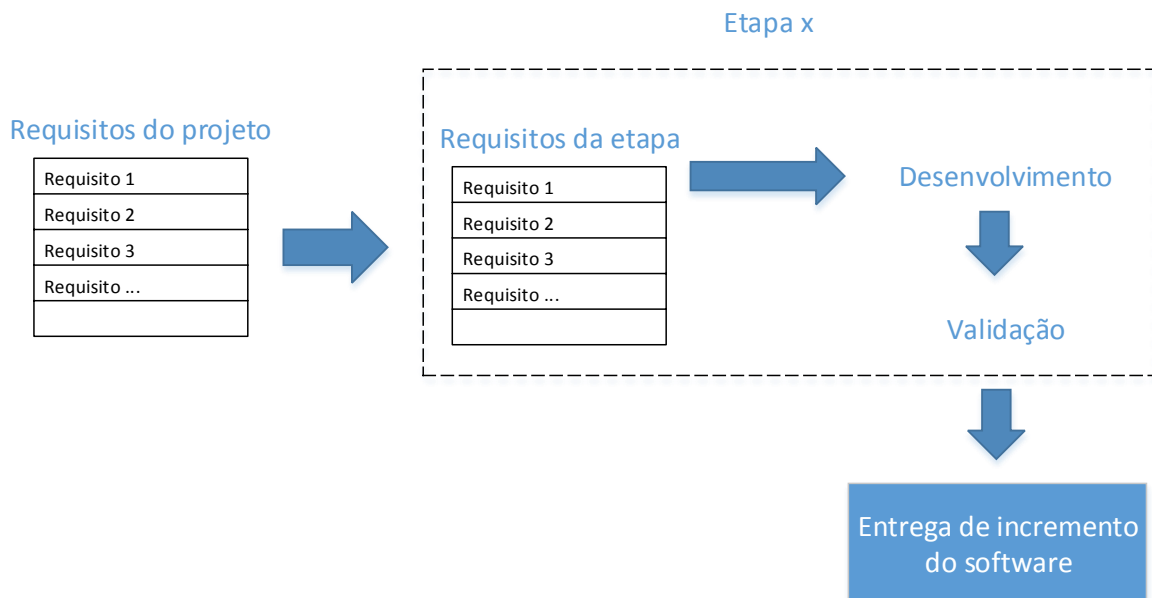 Etapa x
Requisitos do projeto
Requisito 1
Requisito 2
Requisito 3
Requisito ...
Requisitos da etapa
Requisito 1
Requisito 2
Requisito 3
Requisito ...
Desenvolvimento
Validação
Entrega de incremento
do software